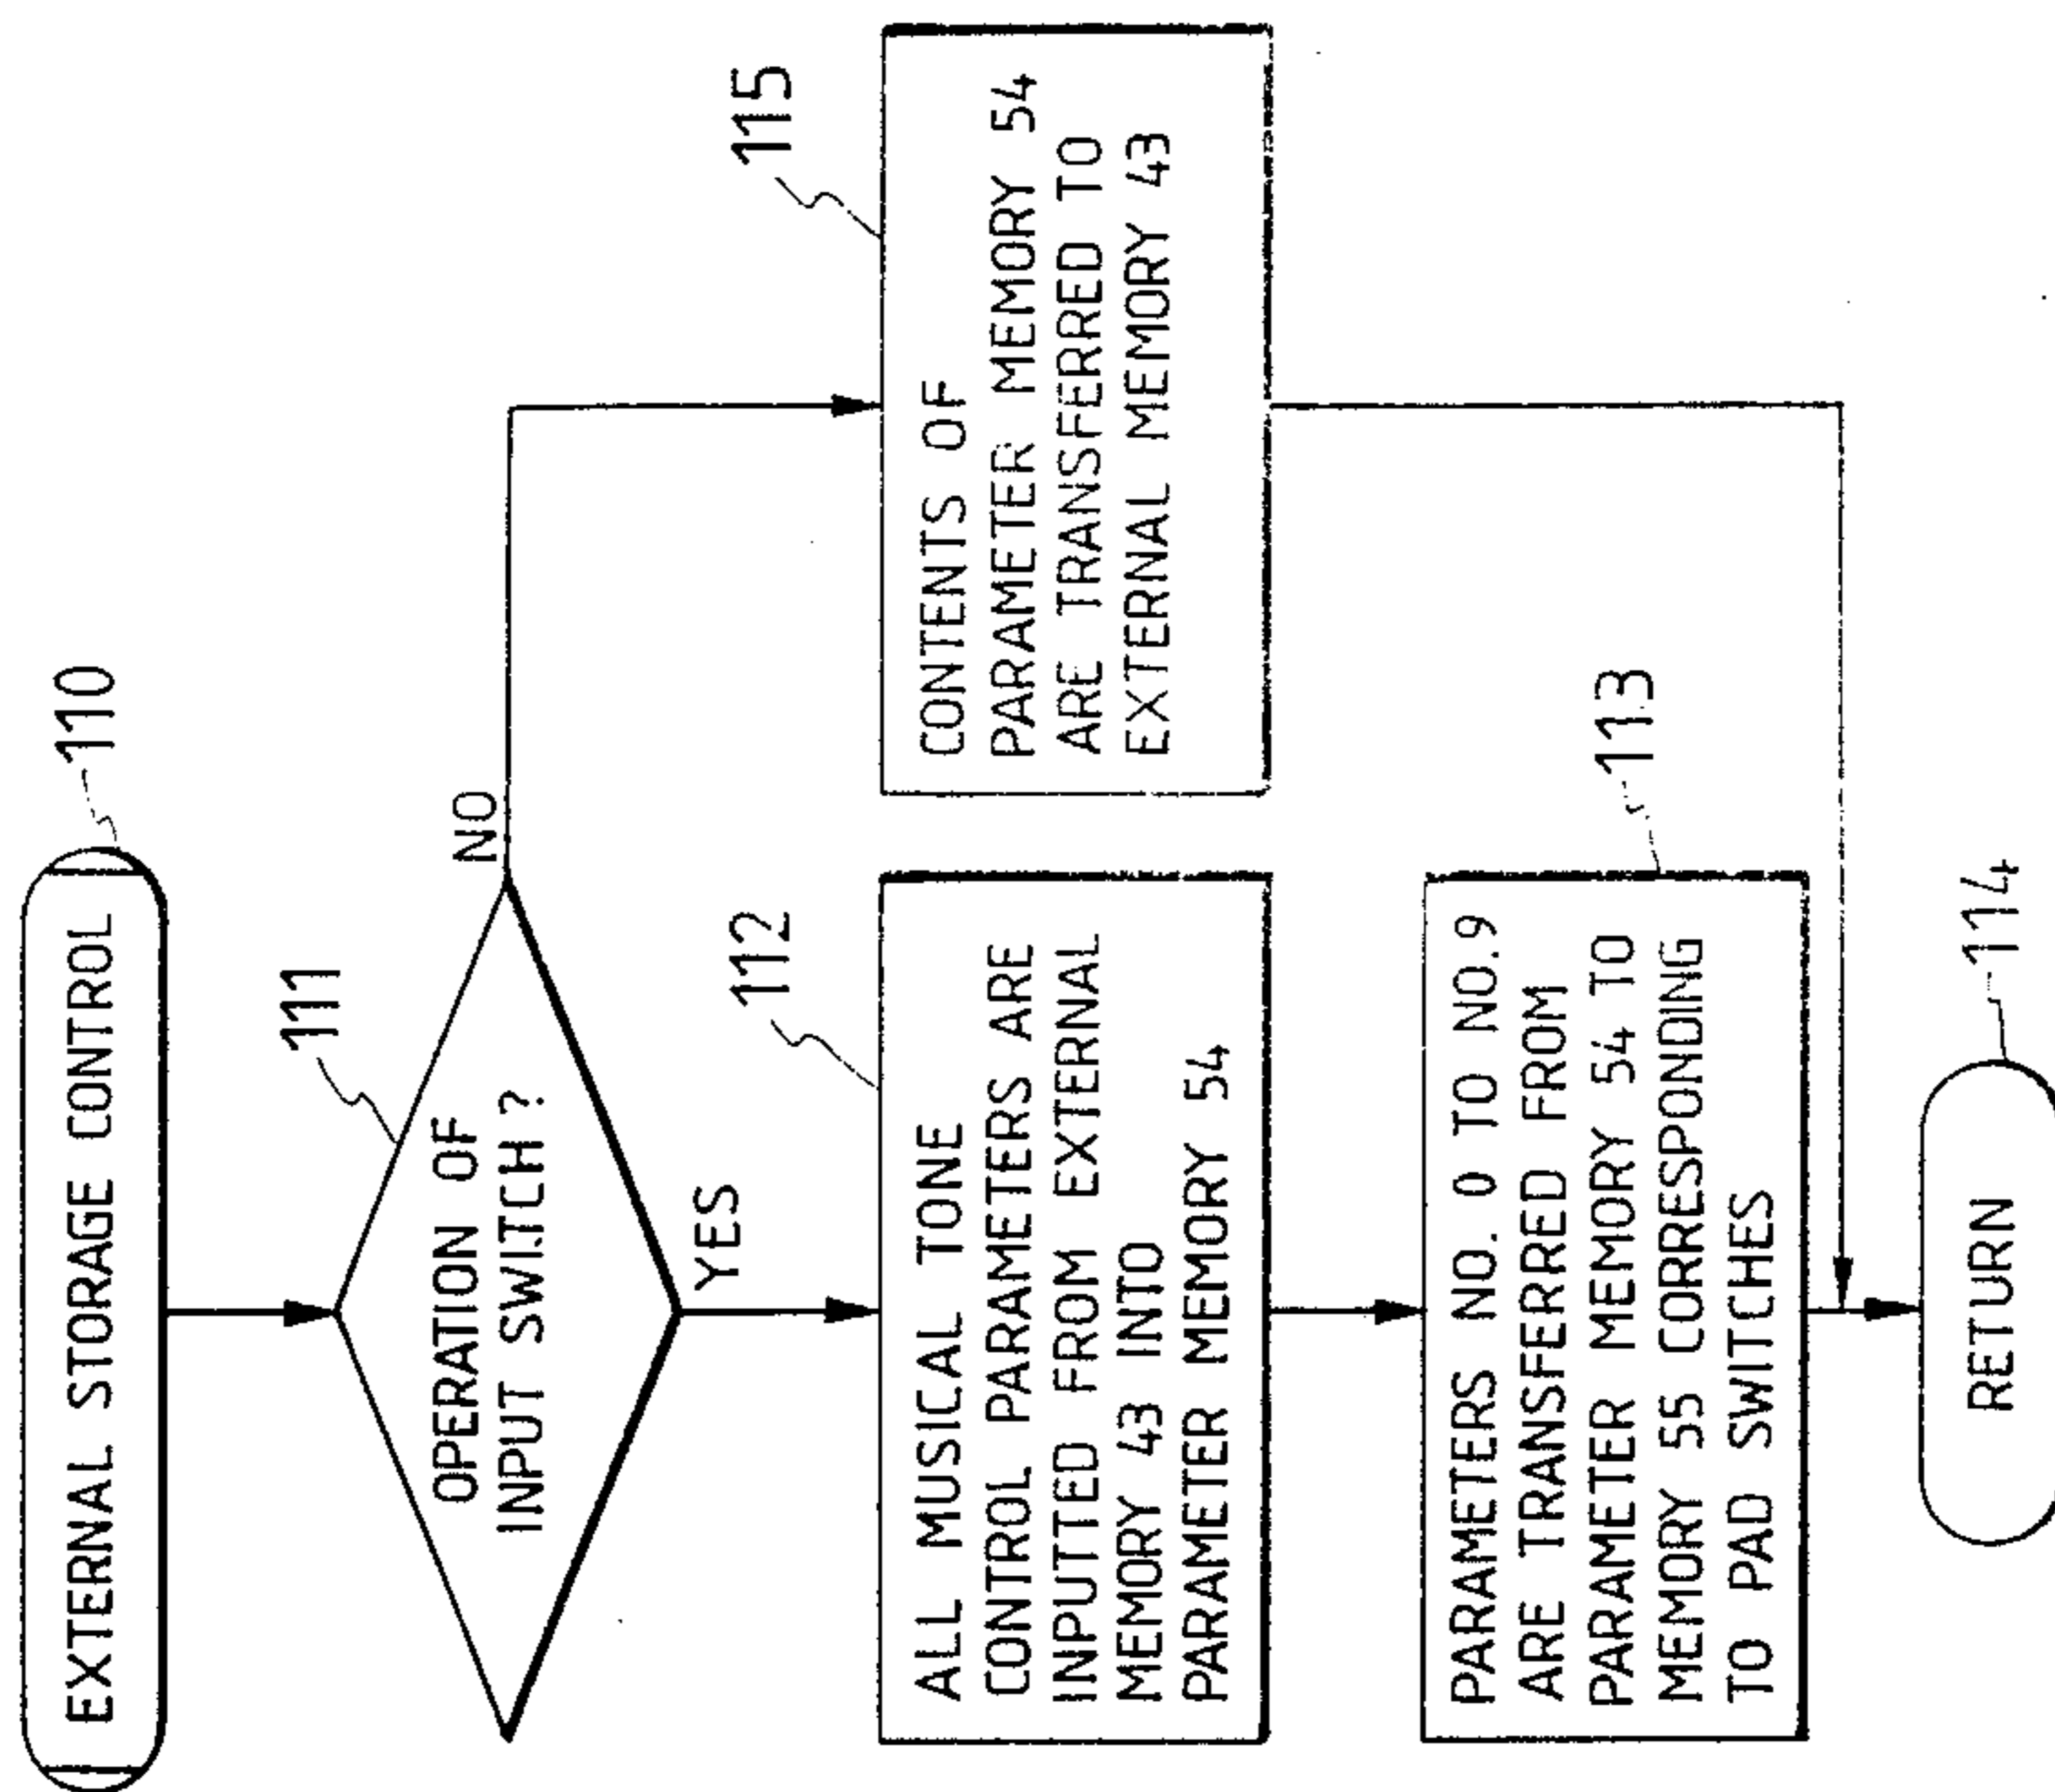 EXTERNAL STORAGE CONTROL
110
111
OPERATION OF
INPUT SWITCH?
NO
YES
112
ALL MUSICAL TONE
CONTROL PARAMETERS ARE
INPUTTED FROM EXTERNAL
MEMORY 43 INTO
PARAMETER MEMORY 54
115
CONTENTS OF
PARAMETER MEMORY 54
ARE TRANSFERRED TO
EXTERNAL MEMORY 43
113
PARAMETERS NO. 0 TO NO.9
ARE TRANSFERRED FROM
PARAMETER MEMORY 54 TO
MEMORY 55 CORRESPONDING
TO PAD SWITCHES
114
RETURN